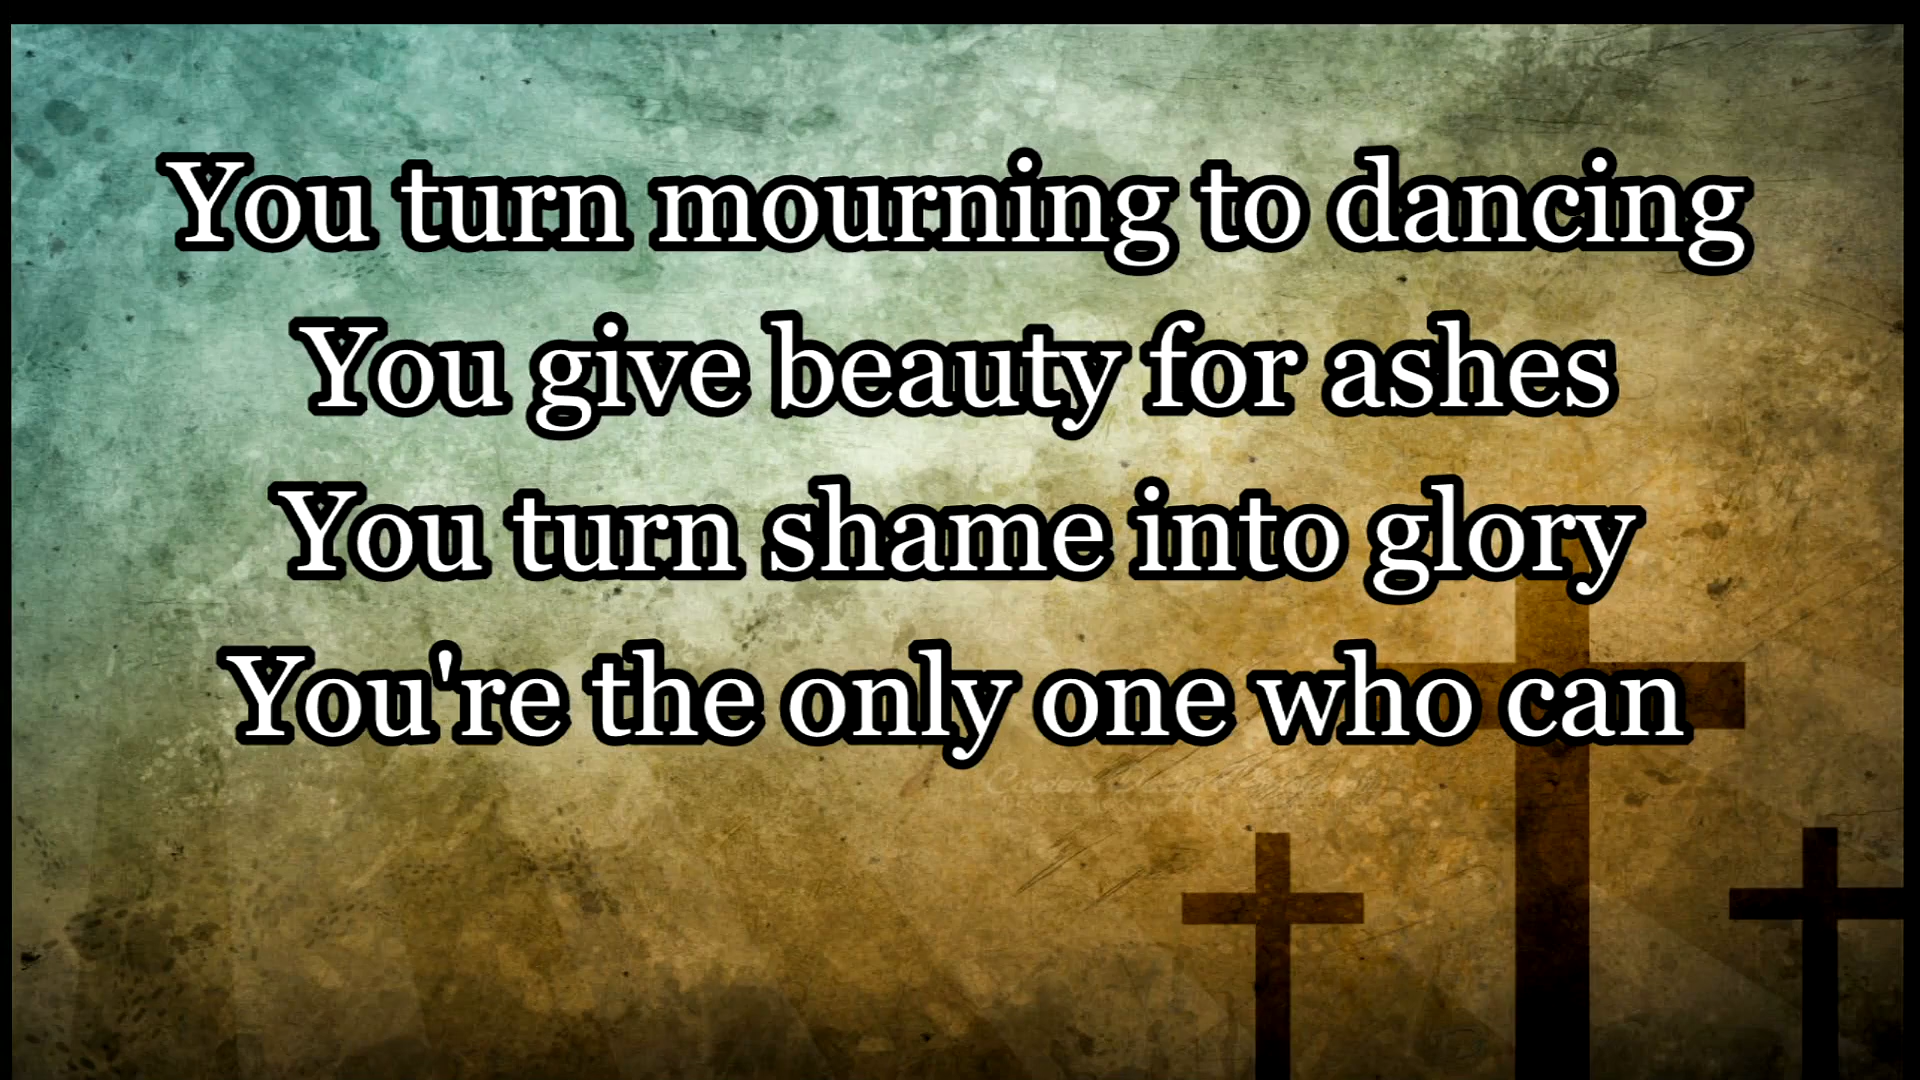 You turn mourning to dancing
You give beauty for ashes
You turn shame into glory
You're the only one who can